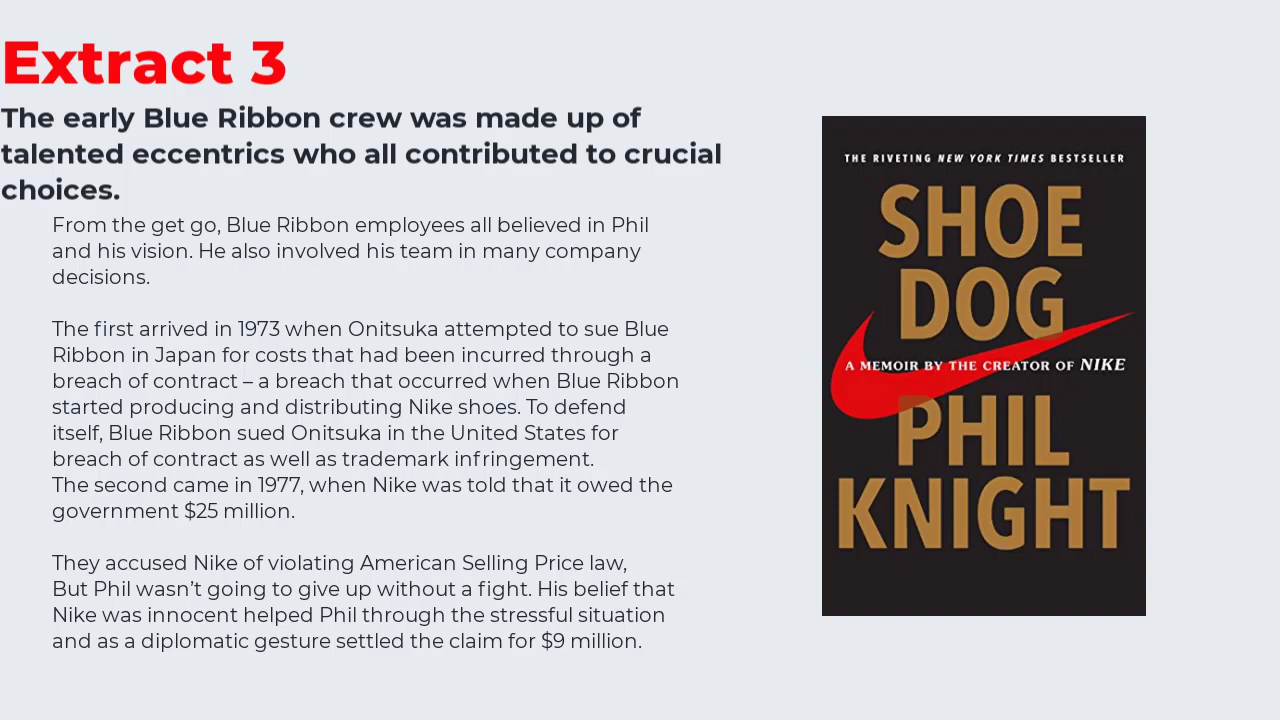 Extract 3
The early Blue Ribbon crew was made up of
talented eccentrics who all contributed to crucial
choices.
From the get go, Blue Ribbon employees all believed in Phil
and his vision. He also involved his team in many company
decisions.
The first arrived in 1973 when Onitsuka attempted to sue Blue
Ribbon in Japan for costs that had been incurred through a
breach of contract – a breach that occurred when Blue Ribbon
started producing and distributing Nike shoes. To defend
itself, Blue Ribbon sued Onitsuka in the United States for
breach of contract as well as trademark infringement.
The second came in 1977, when Nike was told that it owed the
government $25 million.
They accused Nike of violating American Selling Price law,
But Phil wasn’t going to give up without a fight. His belief that
Nike was innocent helped Phil through the stressful situation
and as a diplomatic gesture settled the claim for $9 million.
THE RIVETING NEW YORK TIMES BESTSELLER
SHOE
DOG
A MEMOIR BY THE CREATOR OF NIKE
PHIL
KNIGHT